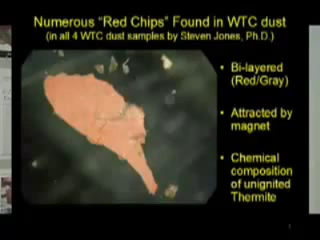 Numerous “Red Chips” Found in WTC dust
(in all 4 WTC dust samples by Steven Jones, Ph.D.)
• Bi-layered
(Red/Gray)
• Attracted by
magnet
• Chemical
composition
of unignited
Thermite